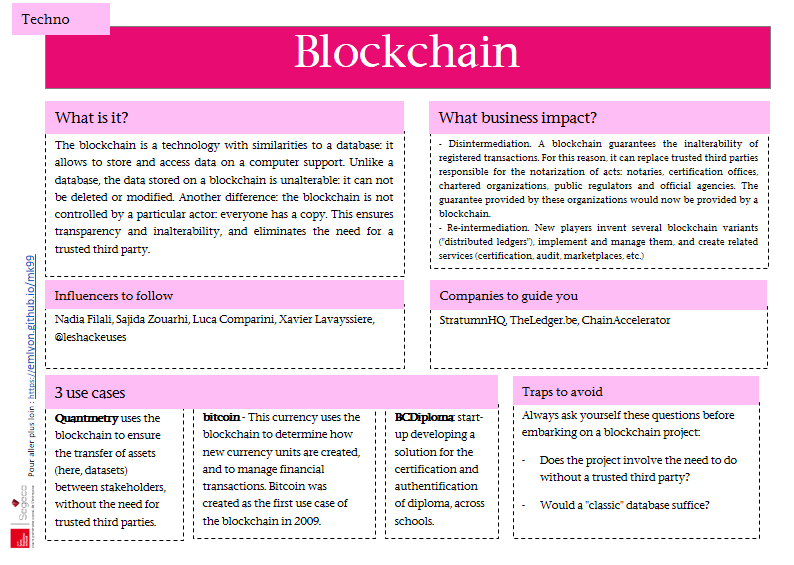 Techno
Blockchain
What is it?
The blockchain is a technology with similarities to a database: it
allows to store and access data on a computer support. Unlike a
database, the data stored on a blockchain is unalterable: it can not
be deleted or modified. Another difference: the blockchain is not
controlled by a particular actor: everyone has a copy. This ensures
transparency and inalterability, and eliminates the need for a
trusted third party.
What business impact?
- Disintermediation. A blockchain guarantees the inalterability of
registered transactions. For this reason, it can replace trusted third parties
responsible for the notarization of acts: notaries, certification offices,
chartered organizations, public regulators and official agencies. The
guarantee provided by these organizations would now be provided by a
blockchain.
- Re-intermediation. New players invent several blockchain variants
("distributed ledgers"), implement and manage them, and create related
services (certification, audit, marketplaces, etc.)
Influencers to follow
Nadia Filali, Sajida Zouarhi, Luca Comparini, Xavier Lavayssiere,
@leshackeuses
Companies to guide you
StratumnHQ, TheLedger.be, ChainAccelerator
3 use cases
Quantmetry uses the
blockchain to ensure
the transfer of assets
(here, datasets)
between stakeholders,
without the need for
trusted third parties.
bitcoin - This currency uses the
blockchain to determine how
new currency units are created,
and to manage financial
transactions. Bitcoin was
created as the first use case of
the blockchain in 2009.
BCDiploma: start-
up developing a
solution for the
certification and
authentification
of diploma, across
schools.
Traps to avoid
Always ask yourself these questions before
embarking on a blockchain project:
- Does the project involve the need to do
without a trusted third party?
- Would a "classic" database suffice?
Pour aller plus loin : https://emlyon.github.io/mk99
Segeco